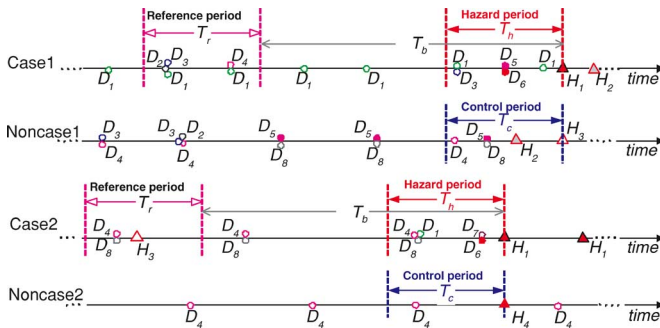 Reference period
Hazard period
T_r
T_h
T_b
D_2 D_3 D_4 D_1 D_5 D_1
Case1
D_1 D_1 D_1 D_1 D_1 D_3 D_6 H_1 H_2 time
Control period
T_c
D_3 D_3 D_2 D_5 D_5 D_5 H_3
Noncase1
D_4 D_4 D_8 D_8 D_4 D_8 H_2 time
Reference period
Hazard period
T_r
T_h
T_b
D_4 D_4 D_4 D_1 D_7
Case2
D_8 H_3 D_8 D_8 D_6 H_1 H_1 time
Control period
T_c
Noncase2
D_4 D_4 D_4 H_4 D_4 time